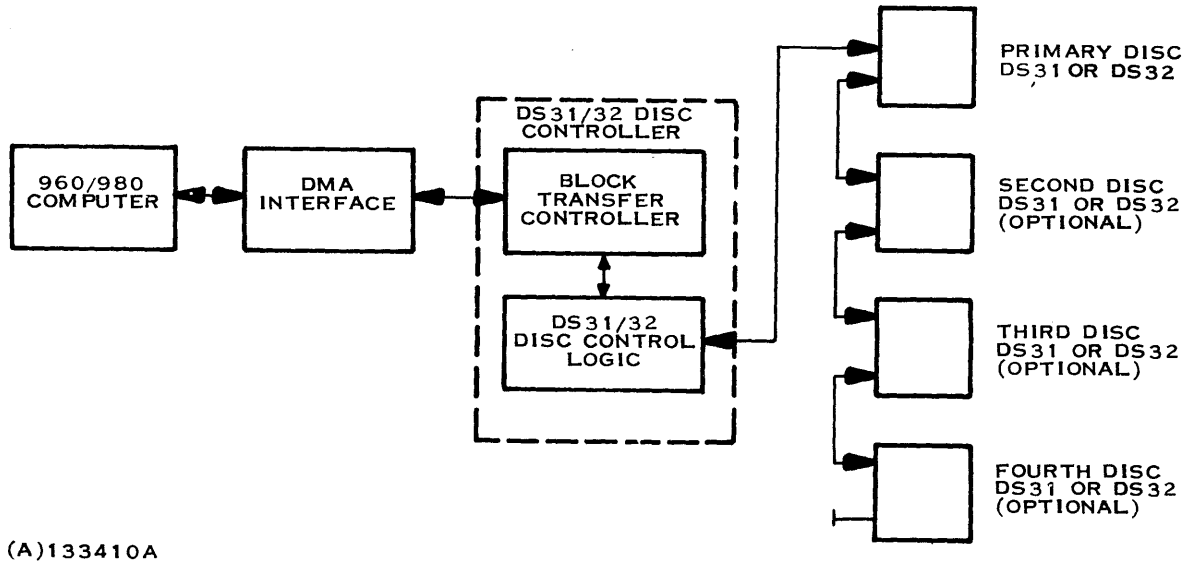 960/980
COMPUTER
DMA
INTERFACE
DS31/32 DISC
CONTROLLER
BLOCK
TRANSFER
CONTROLLER
DS31/32
DISC CONTROL
LOGIC
PRIMARY DISC
DS31 OR DS32
SECOND DISC
DS31 OR DS32
(OPTIONAL)
THIRD DISC
DS31 OR DS32
(OPTIONAL)
FOURTH DISC
DS31 OR DS32
(OPTIONAL)
(A)133410A